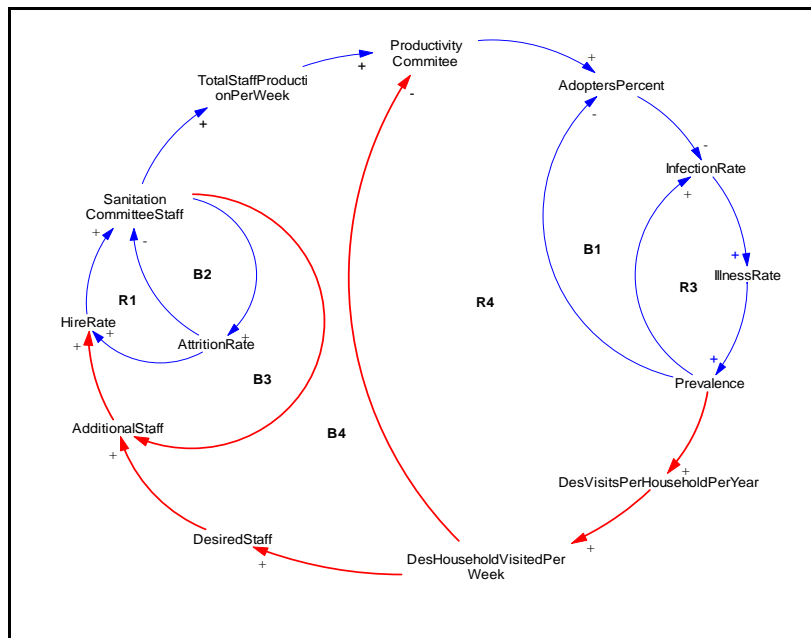 Productivity
Commitee
+
+
TotalStaffProducti
onPerWeek
+
-
AdoptersPercent
-
-
InfectionRate
+
Sanitation
CommitteeStaff
+
-
B2
B1
+
IllnessRate
R1
R3
R4
HireRate
+
+
+
AttritionRate
+
Prevalence
B3
AdditionalStaff
+
B4
+
DesVisitsPerHouseholdPerYear
DesiredStaff
+
+
DesHouseholdVisitedPer
Week